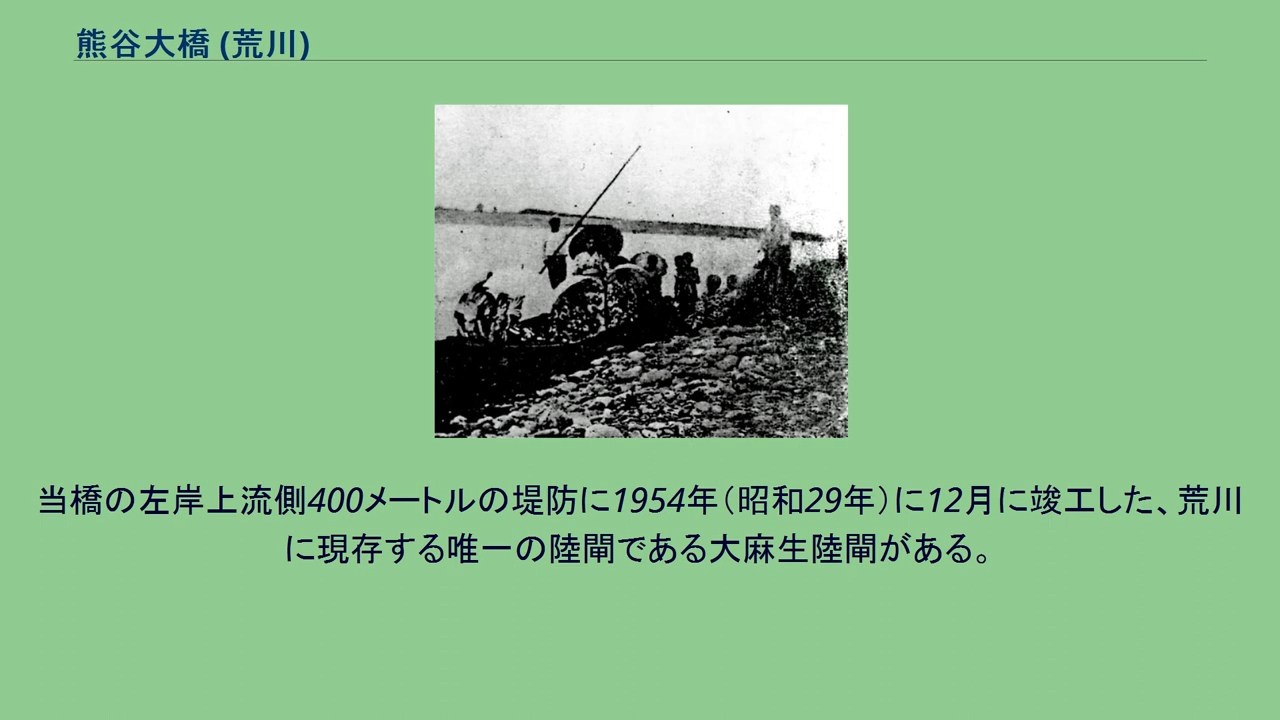 熊谷大橋 (荒川)
当橋の左岸上流側400メートルの堤防に1954年（昭和29年）に12月に竣工した、荒川
に現存する唯一の陸閘である大麻生陸閘がある。